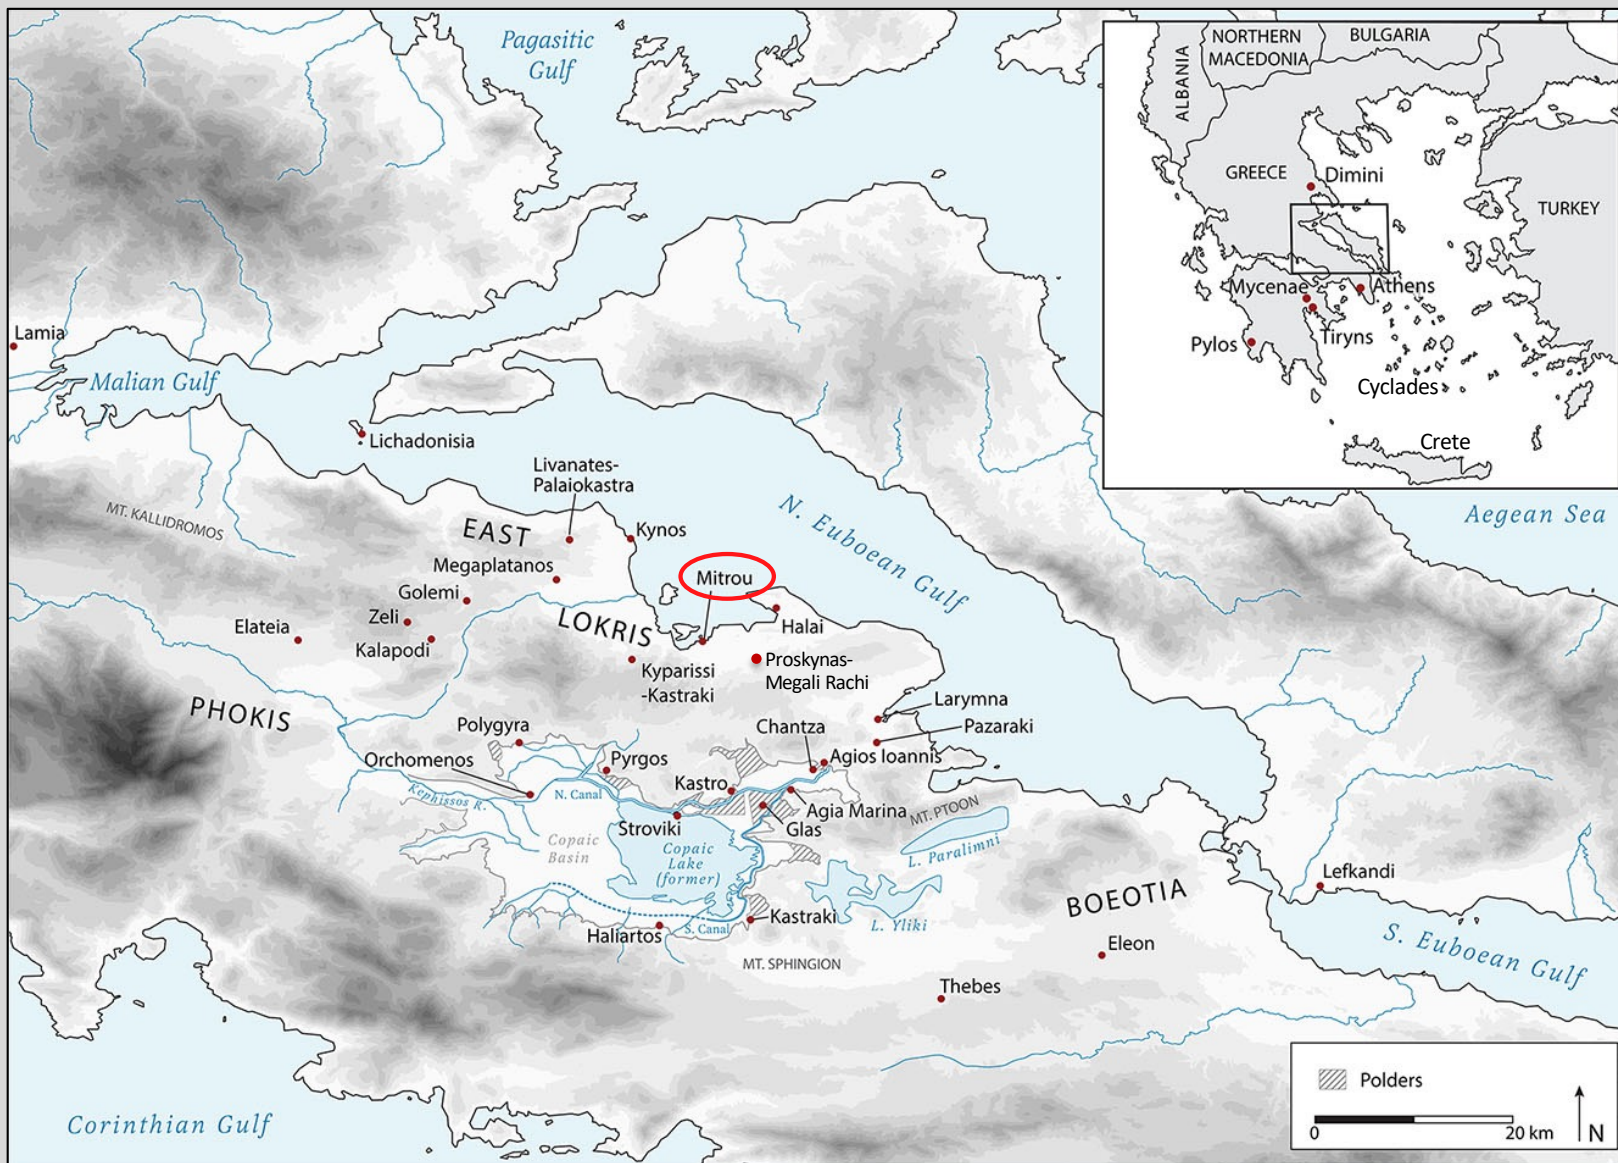 Pagasitic
Gulf
ALBANIA
NORTHERN
MACEDONIA
BULGARIA
GREECE
Dimini
TURKEY
Mycenae
Athens
Tiryns
Pylos
Cyclades
Crete
Lamia
Malian Gulf
Lichadonisia
Livanates-
Palaiokastra
MT. KALLIDROMOS
EAST
LOKRIS
Kynos
N. Euboean Gulf
Aegean Sea
Megaplatanos
Mitrou
Golemi
Zeli
Elateia
Kalapodi
Halai
Kyparissi
-Kastraki
Proskynas-
Megali Rachi
PHOKIS
Larymna
Polygyra
Chantza
Pazaraki
Orchomenos
Pyrgos
Agios Ioannis
Kastro
Kephissos R.
N. Canal
Agia Marina
MT. PTOON
Stroviki
Glas
Copaic
Basin
Copaic
Lake
(former)
L. Paralimni
Lefkandi
BOEOTIA
Kastraki
L. Yliki
S. Canal
Haliartos
S. Euboean Gulf
Eleon
MT. SPHINGION
Thebes
Corinthian Gulf
Polders
0 20 km
N